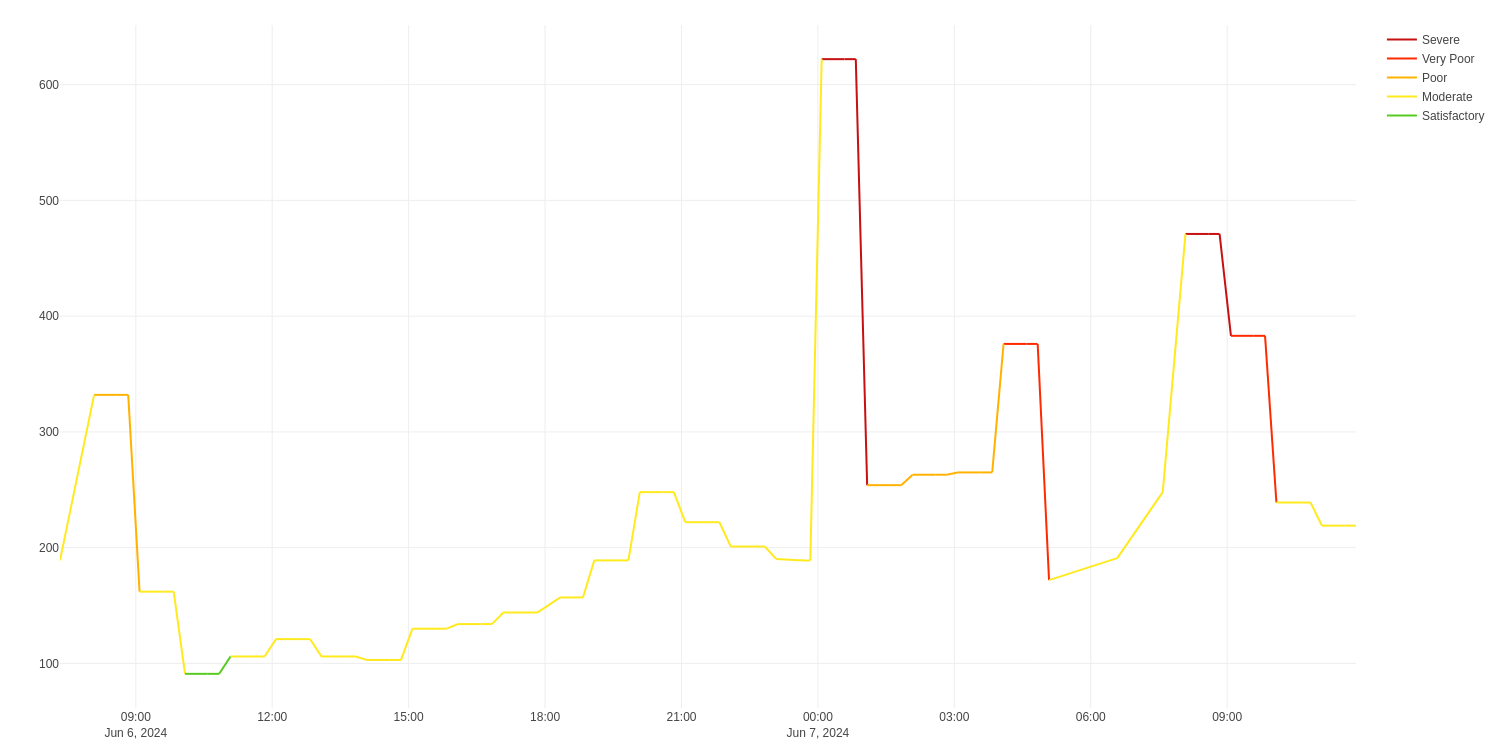 600
500
400
300
200
100
09:00
Jun 6, 2024
12:00
15:00
18:00
21:00
00:00
Jun 7, 2024
03:00
06:00
09:00
Severe
Very Poor
Poor
Moderate
Satisfactory